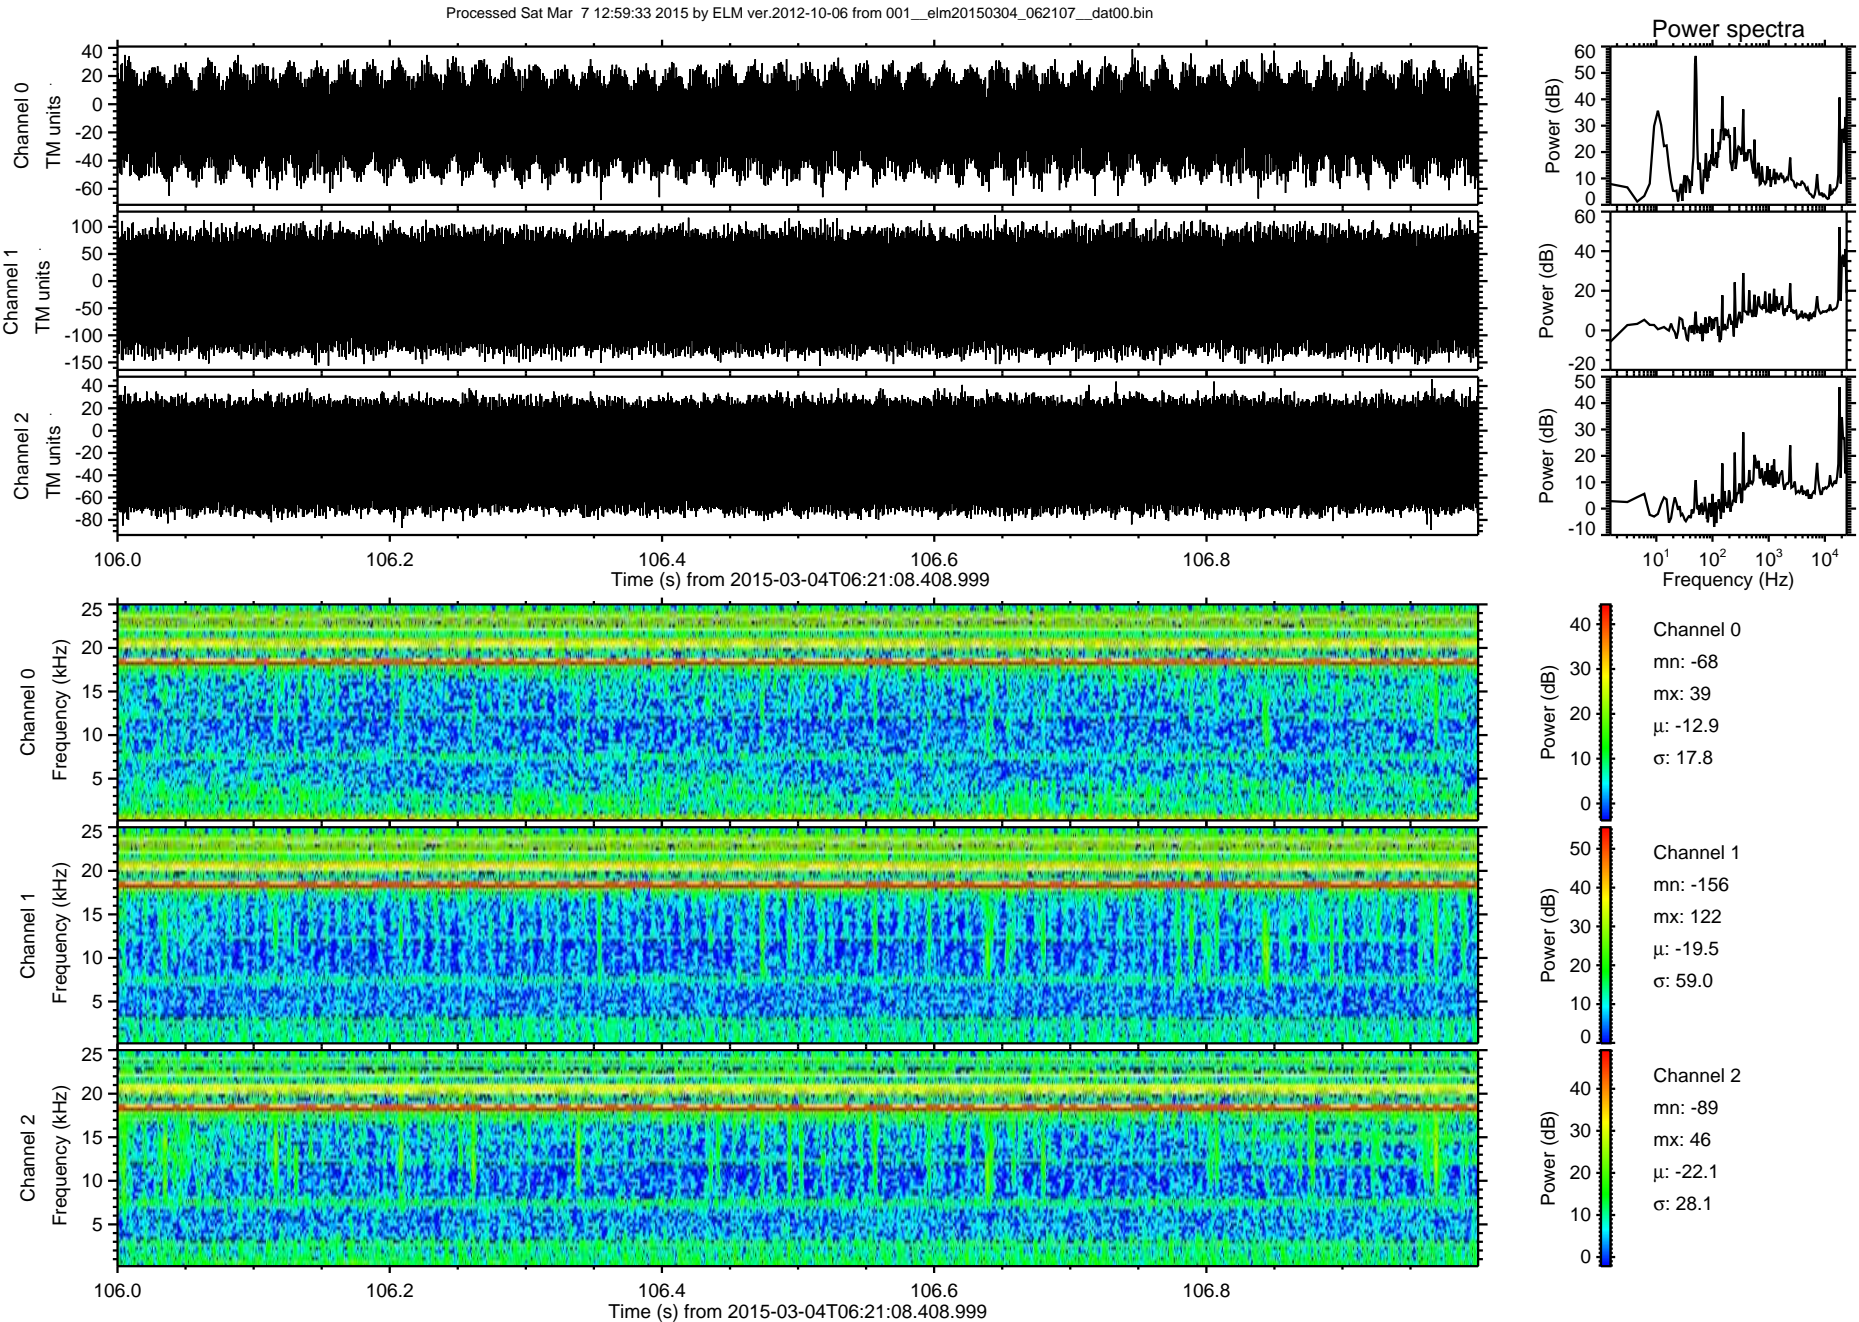 Processed Sat Mar 7 12:59:33 2015 by ELM ver.2012-10-06 from 001__elm20150304_062107__dat00.bin
Power spectra
Channel 0
TM units
40
20
0
-20
-40
-60
Power (dB)
60
50
40
30
20
10
0
Channel 1
TM units
100
50
0
-50
-100
-150
Power (dB)
60
40
20
0
-20
Channel 2
TM units
40
20
0
-20
-40
-60
-80
Power (dB)
50
40
30
20
10
0
-10
106.0 106.2 106.4 106.6 106.8
Time (s) from 2015-03-04T06:21:08.408.999
10^1 10^2 10^3 10^4
Frequency (Hz)
Channel 0
Frequency (kHz)
25
20
15
10
5
Power (dB)
40
30
20
10
0
Channel 0
mn: -68
mx: 39
μ: -12.9
σ: 17.8
Channel 1
Frequency (kHz)
25
20
15
10
5
Power (dB)
50
40
30
20
10
0
Channel 1
mn: -156
mx: 122
μ: -19.5
σ: 59.0
Channel 2
Frequency (kHz)
25
20
15
10
5
Power (dB)
40
30
20
10
0
Channel 2
mn: -89
mx: 46
μ: -22.1
σ: 28.1
106.0 106.2 106.4 106.6 106.8
Time (s) from 2015-03-04T06:21:08.408.999